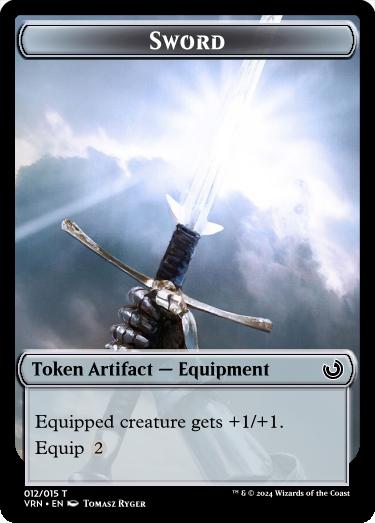 Sword
Token Artifact — Equipment
Equipped creature gets +1/+1.
Equip 2
012/015 T
VRN • EN Tomasz Ryger
™ & © 2024 Wizards of the Coast